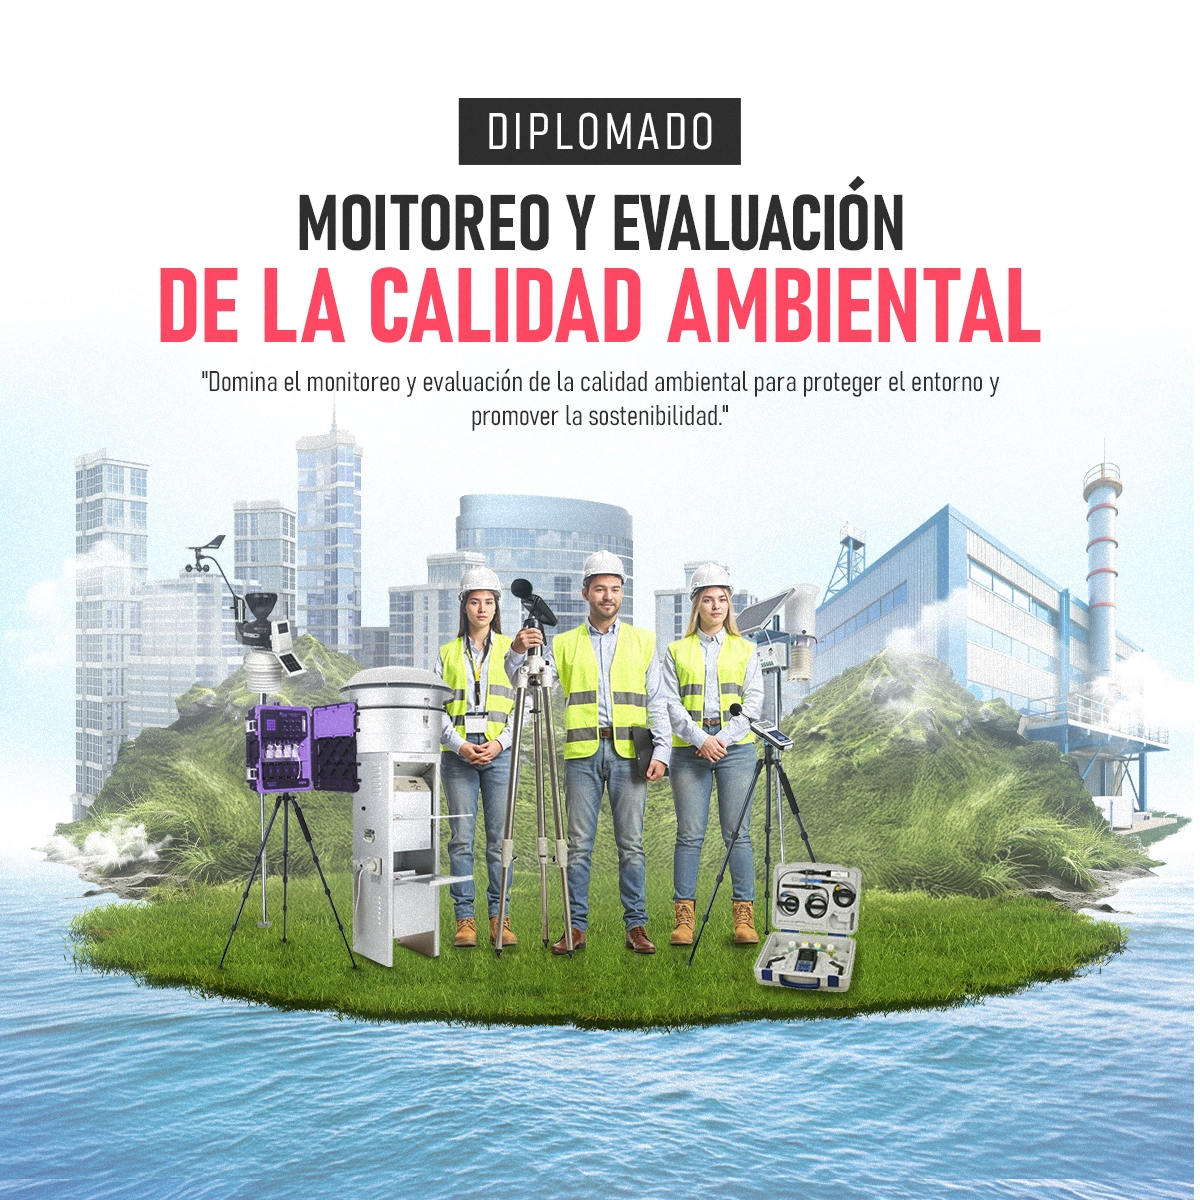 DIPLOMADO
MOITOREO Y EVALUACIÓN
DE LA CALIDAD AMBIENTAL
"Domina el monitoreo y evaluación de la calidad ambiental para proteger el entorno y
promover la sostenibilidad."